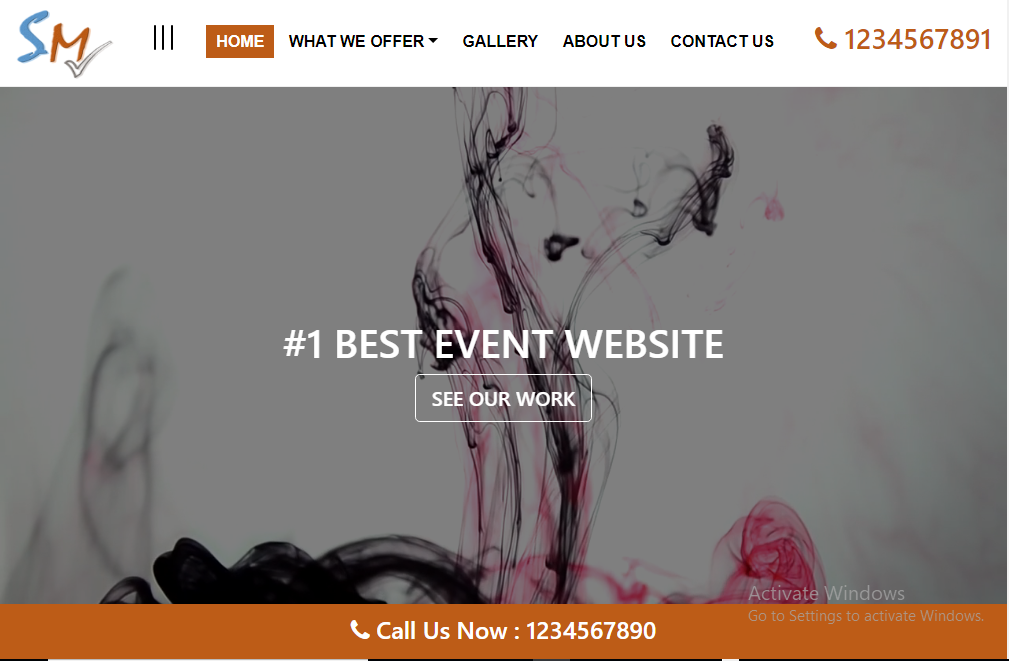 SM
HOME WHAT WE OFFER GALLERY ABOUT US CONTACT US 1234567891
#1 BEST EVENT WEBSITE
SEE OUR WORK
Activate Windows
Go to Settings to activate Windows.
Call Us Now : 1234567890